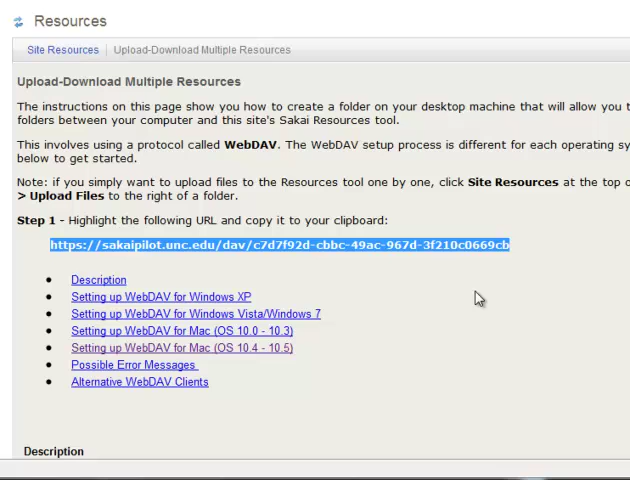 Resources
Site Resources | Upload-Download Multiple Resources
Upload-Download Multiple Resources
The instructions on this page show you how to create a folder on your desktop machine that will allow you t
folders between your computer and this site's Sakai Resources tool.
This involves using a protocol called WebDAV. The WebDAV setup process is different for each operating sy
below to get started.
Note: if you simply want to upload files to the Resources tool one by one, click Site Resources at the top o
> Upload Files to the right of a folder.
Step 1 - Highlight the following URL and copy it to your clipboard:
https://sakaipilot.unc.edu/dav/c7d7f92d-cbbc-49ac-967d-3f210c0669cb
Description
Setting up WebDAV for Windows XP
Setting up WebDAV for Windows Vista/Windows 7
Setting up WebDAV for Mac (OS 10.0 - 10.3)
Setting up WebDAV for Mac (OS 10.4 - 10.5)
Possible Error Messages
Alternative WebDAV Clients
Description